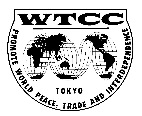 WTCC
TOKYO
PROMOTE WORLD PEACE, TRADE AND INTERDEPENDENCE